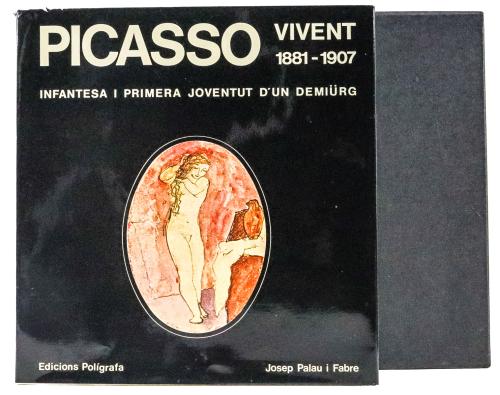 PICASSO VIVENT
1881-1907
INFANTESA I PRIMERA JOVENTUT D'UN DEMIÜRG
Edicions Polígrafa
Josep Palau i Fabre